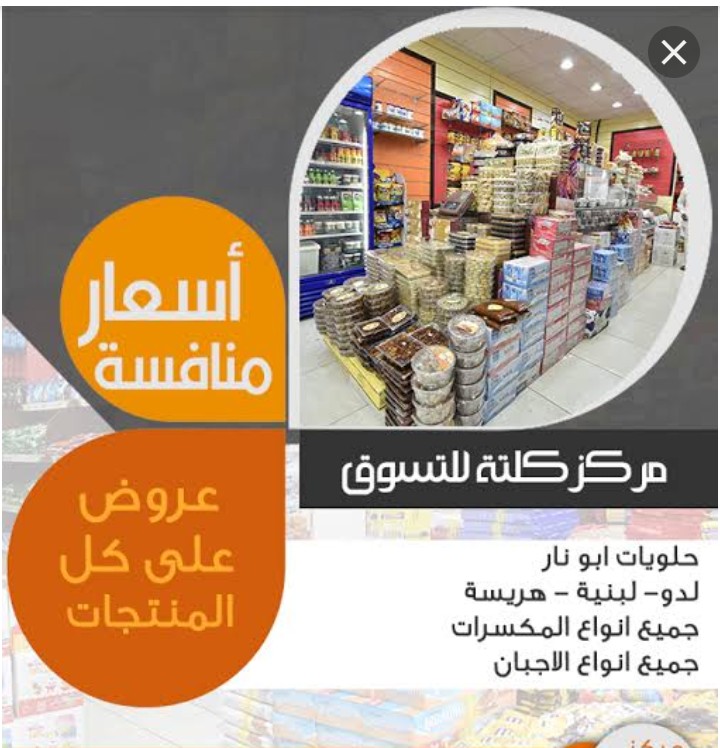 أسعار
منافسة
مركز كلتة للتسوق
عروض
على كل
المنتجات
حلويات ابو نار
لدو- لبنية - هريسة
جميع انواع المكسرات
جميع انواع الاجبان